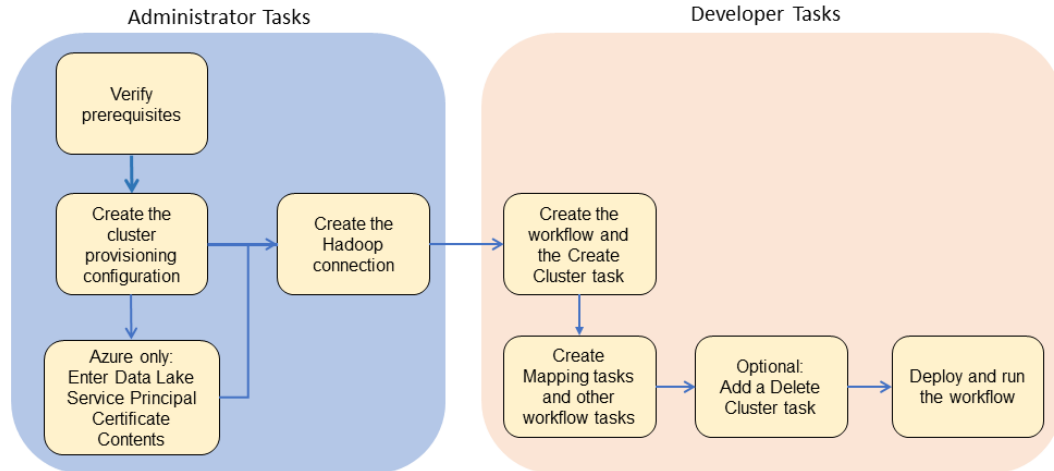 Administrator Tasks
Developer Tasks
Verify
prerequisites
Create the
cluster
provisioning
configuration
Create the
Hadoop
connection
Create the
workflow and
the Create
Cluster task
Azure only:
Enter Data Lake
Service Principal
Certificate
Contents
Create
Mapping tasks
and other
workflow tasks
Optional:
Add a Delete
Cluster task
Deploy and run
the workflow